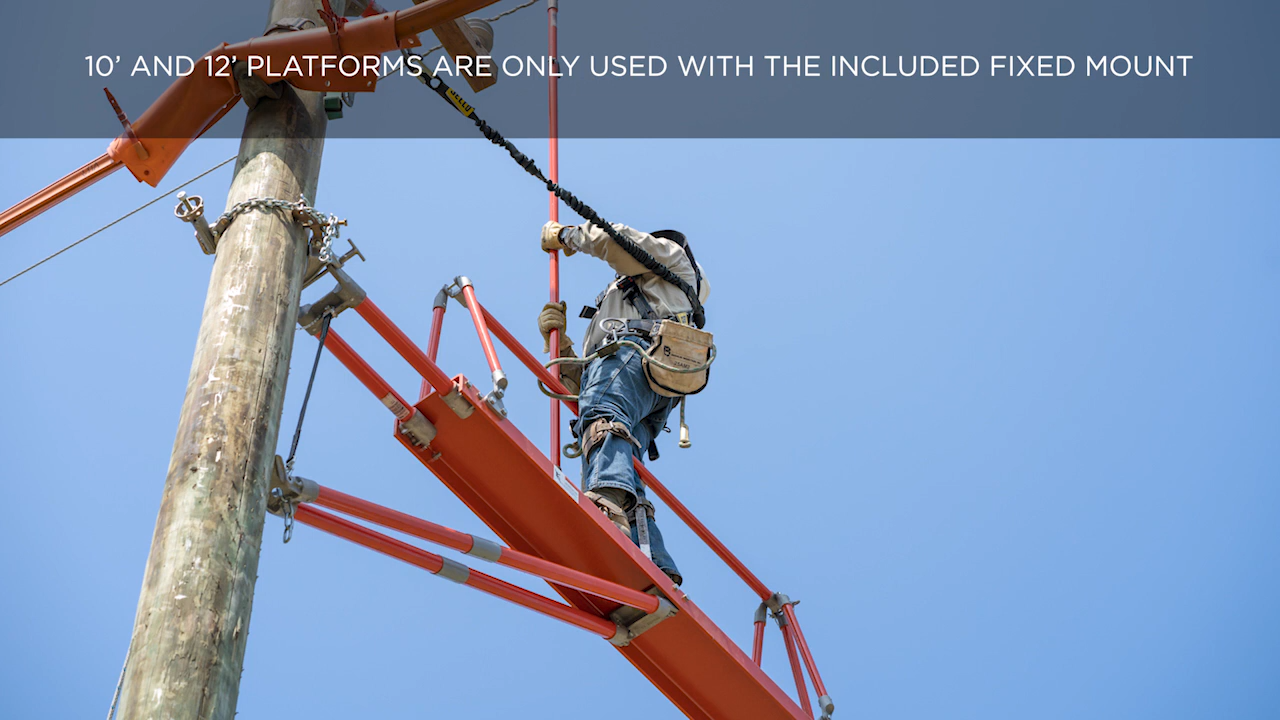 10’ AND 12’ PLATFORMS ARE ONLY USED WITH THE INCLUDED FIXED MOUNT